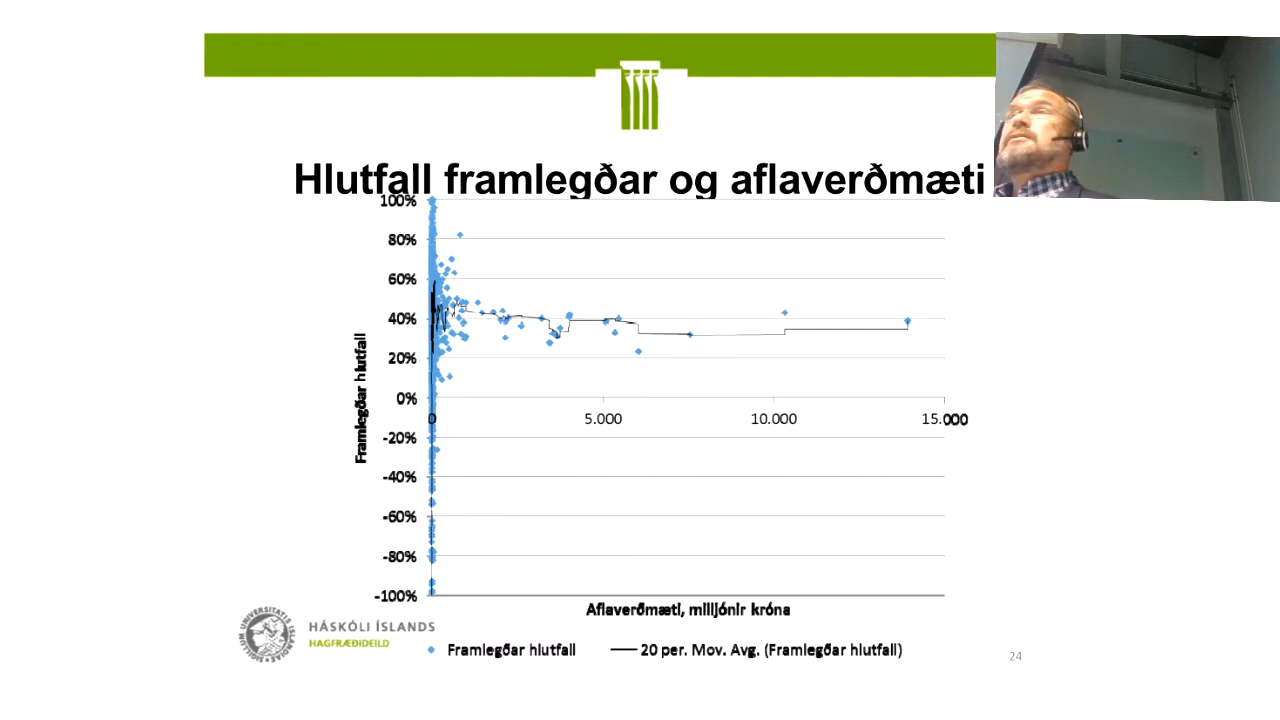 Hlutfall framlegðar og aflaverðmæti
100%
80%
60%
40%
20%
0%
-20%
-40%
-60%
-80%
-100%
Framlegðar hlutfall
0
5.000
10.000
15.000
Aflaverðmæti, milljónir króna
Framlegðar hlutfall
20 per. Mov. Avg. (Framlegðar hlutfall)
HÁSKÓLI ÍSLANDS
HAGFRÆÐIDEILD
24